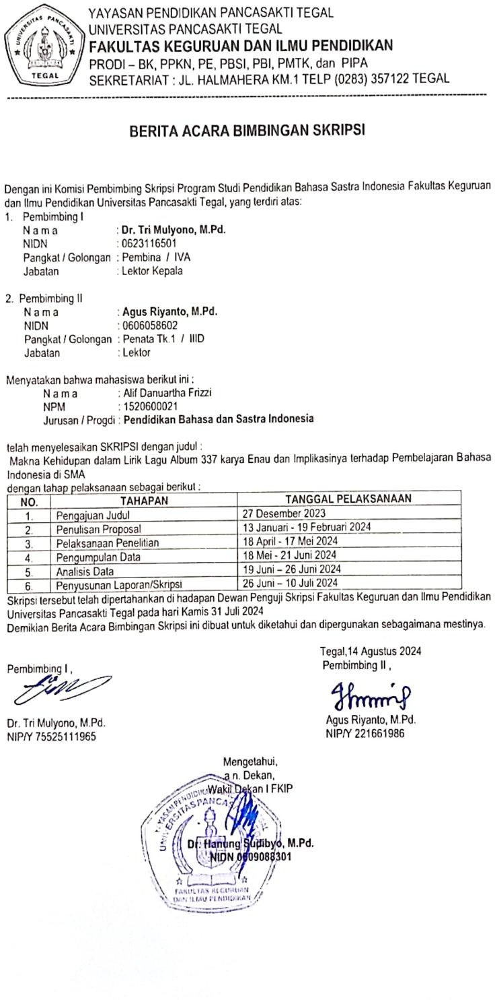 YAYASAN PENDIDIKAN PANCASAKTI TEGAL
UNIVERSITAS PANCASAKTI TEGAL
FAKULTAS KEGURUAN DAN ILMU PENDIDIKAN
PRODI – BK, PPKN, PE, PBSI, PBI, PMTK, dan PIPA
SEKRETARIAT : JL. HALMAHERA KM.1 TELP (0283) 357122 TEGAL
UNIVERSITAS PANCASAKTI
TEGAL
BERITA ACARA BIMBINGAN SKRIPSI
Dengan ini Komisi Pembimbing Skripsi Program Studi Pendidikan Bahasa Sastra Indonesia Fakultas Keguruan
dan Ilmu Pendidikan Universitas Pancasakti Tegal, yang terdiri atas:
1. Pembimbing I
N a m a : Dr. Tri Mulyono, M.Pd.
NIDN : 0623116501
Pangkat / Golongan : Pembina / IVA
Jabatan : Lektor Kepala
2. Pembimbing II
N a m a : Agus Riyanto, M.Pd.
NIDN : 0606058602
Pangkat / Golongan : Penata Tk.1 / IIID
Jabatan : Lektor
Menyatakan bahwa mahasiswa berikut ini :
N a m a : Alif Danuartha Frizzi
NPM : 1520600021
Jurusan / Progdi : Pendidikan Bahasa dan Sastra Indonesia
telah menyelesaikan SKRIPSI dengan judul :
Makna Kehidupan dalam Lirik Lagu Album 337 karya Enau dan Implikasinya terhadap Pembelajaran Bahasa
Indonesia di SMA
dengan tahap pelaksanaan sebagai berikut :
NO. TAHAPAN TANGGAL PELAKSANAAN
1. Pengajuan Judul 27 Desember 2023
2. Penulisan Proposal 13 Januari - 19 Februari 2024
3. Pelaksanaan Penelitian 18 April - 17 Mei 2024
4. Pengumpulan Data 18 Mei - 21 Juni 2024
5. Analisis Data 19 Juni – 26 Juni 2024
6. Penyusunan Laporan/Skripsi 26 Juni – 10 Juli 2024
Skripsi tersebut telah dipertahankan di hadapan Dewan Penguji Skripsi Fakultas Keguruan dan Ilmu Pendidikan
Universitas Pancasakti Tegal pada hari Kamis 31 Juli 2024
Demikian Berita Acara Bimbingan Skripsi ini dibuat untuk diketahui dan dipergunakan sebagaimana mestinya.
Tegal,14 Agustus 2024
Pembimbing I , Pembimbing II ,
Dr. Tri Mulyono, M.Pd. Agus Riyanto, M.Pd.
NIP/Y 75525111965 NIP/Y 221661986
Mengetahui,
a.n. Dekan,
Wakil Dekan I FKIP
Dr. Hanung Sudibyo, M.Pd.
NIDN 0609088301
FAKULTAS KEGURUAN
DAN ILMU PENDIDIKAN